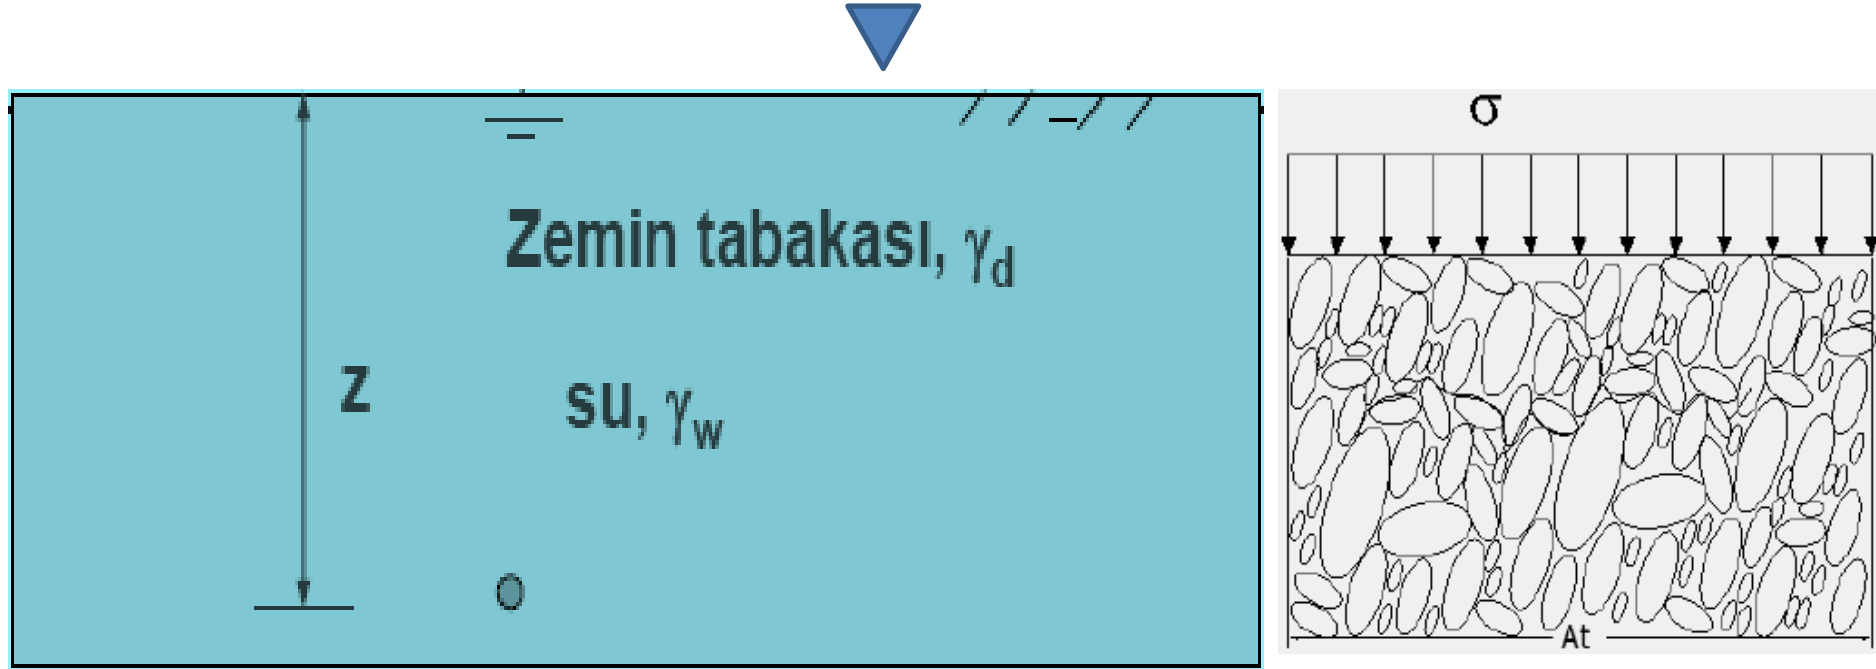 Zemin tabakası, γd
z
su, γw
σ
At